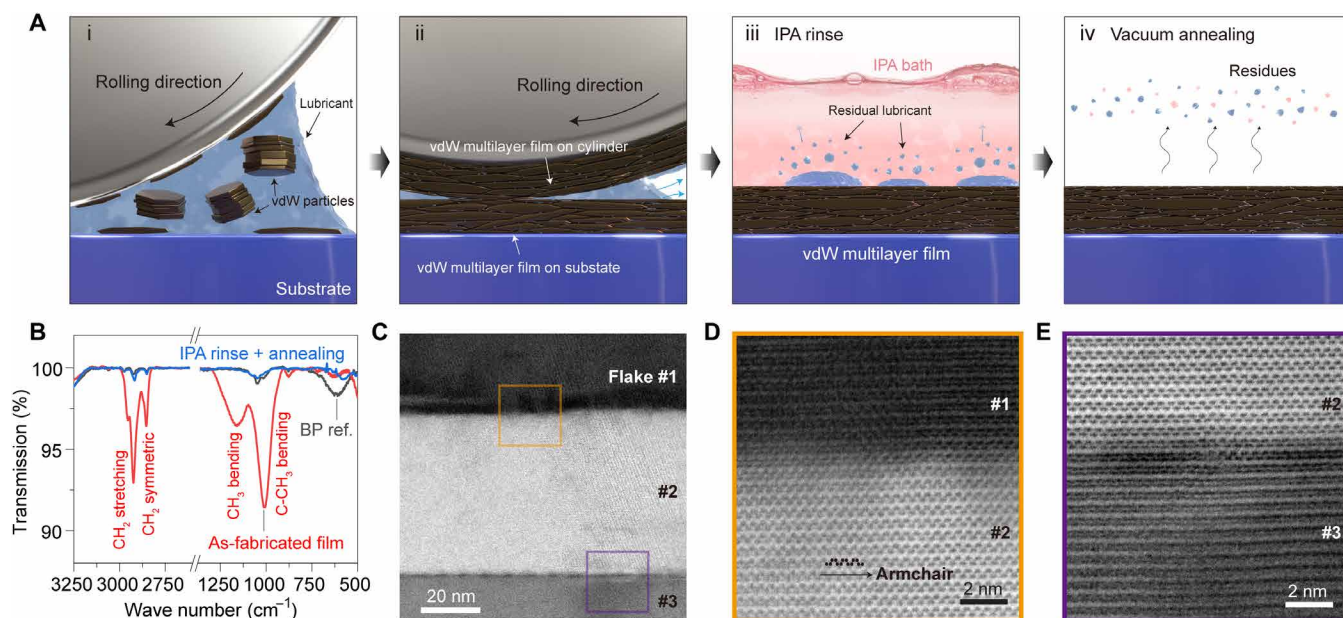 A
i
Rolling direction
Lubricant
vdW particles
Substrate
ii
Rolling direction
vdW multilayer film on cylinder
vdW multilayer film on substate
iii IPA rinse
IPA bath
Residual lubricant
vdW multilayer film
iv Vacuum annealing
Residues
B
IPA rinse + annealing
100
95
90
Transmission (%)
CH₂ stretching
CH₂ symmetric
CH₃ bending
C-CH₃ bending
BP ref.
As-fabricated film
3250 3000 2750 1250 1000 750 500
Wave number (cm⁻¹)
C
Flake #1
#2
#3
20 nm
D
#1
#2
Armchair
2 nm
E
#2
#3
2 nm